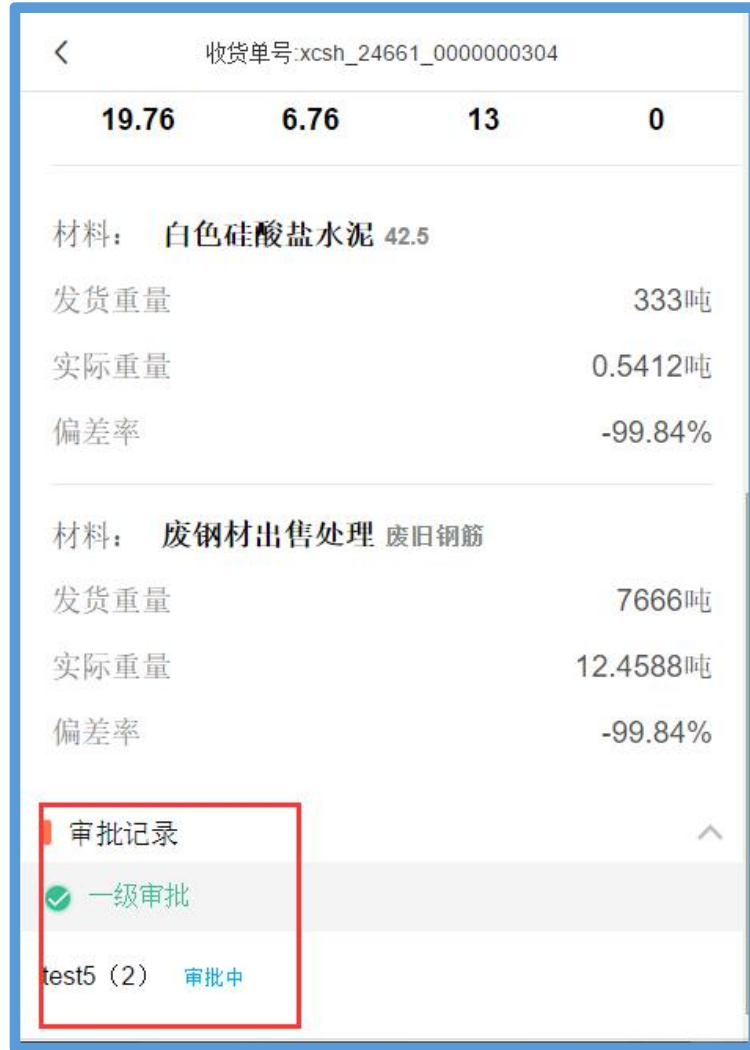 收货单号:xcsh_24661_0000000304
19.76 6.76 13 0
材料： 白色硅酸盐水泥 42.5
发货重量 333吨
实际重量 0.5412吨
偏差率 -99.84%
材料： 废钢材出售处理 废旧钢筋
发货重量 7666吨
实际重量 12.4588吨
偏差率 -99.84%
审批记录
一级审批
test5（2） 审批中